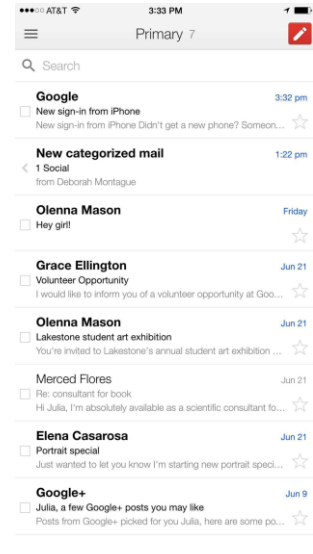 AT&T 3:33 PM
Primary 7
Search
Google 3:32 pm
New sign-in from iPhone
New sign-in from iPhone Didn't get a new phone? Someon...
New categorized mail 1:22 pm
1 Social
from Deborah Montague
Olenna Mason Friday
Hey girl!
Grace Ellington Jun 21
Volunteer Opportunity
I would like to inform you of a volunteer opportunity at Goo...
Olenna Mason Jun 21
Lakestone student art exhibition
You're invited to Lakestone's annual student art exhibition ...
Merced Flores Jun 21
Re: consultant for book
Hi Julia, I'm absolutely available as a scientific consultant fo...
Elena Casarosa Jun 21
Portrait special
Just wanted to let you know I'm starting new portrait speci...
Google+ Jun 9
Julia, a few Google+ posts you may like
Posts from Google+ picked for you Julia, here are some po...